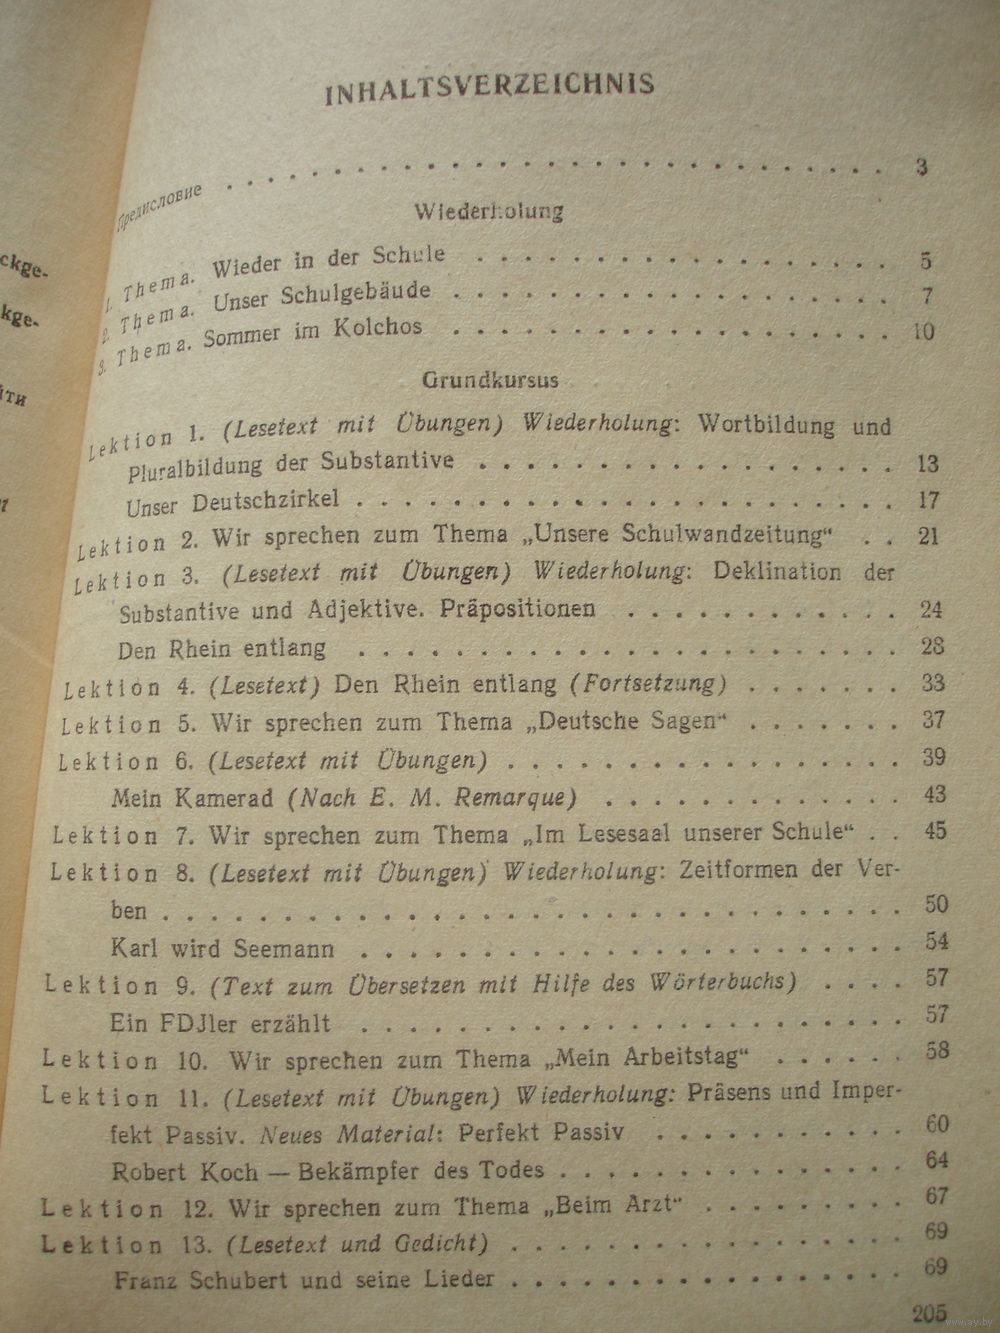 INHALTSVERZEICHNIS
Предисловие . . . . . . . . . . . . . . . . . . . . . . . . . . . . 3
Wiederholung
1. Thema. Wieder in der Schule . . . . . . . . . . . . . . . . . 5
2. Thema. Unser Schulgebäude . . . . . . . . . . . . . . . . . . 7
3. Thema. Sommer im Kolchos . . . . . . . . . . . . . . . . . . 10
Grundkursus
Lektion 1. (Lesetext mit Übungen) Wiederholung: Wortbildung und
Pluralbildung der Substantive . . . . . . . . . . . . . . . . . 13
Unser Deutschzirkel . . . . . . . . . . . . . . . . . . . . . . 17
Lektion 2. Wir sprechen zum Thema „Unsere Schulwandzeitung“ . . 21
Lektion 3. (Lesetext mit Übungen) Wiederholung: Deklination der
Substantive und Adjektive. Präpositionen . . . . . . . . . . . . 24
Den Rhein entlang . . . . . . . . . . . . . . . . . . . . . . . 28
Lektion 4. (Lesetext) Den Rhein entlang (Fortsetzung) . . . . . . . 33
Lektion 5. Wir sprechen zum Thema „Deutsche Sagen“ . . . . . . . 37
Lektion 6. (Lesetext mit Übungen) . . . . . . . . . . . . . . . . . 39
Mein Kamerad (Nach E. M. Remarque) . . . . . . . . . . . . . 43
Lektion 7. Wir sprechen zum Thema „Im Lesesaal unserer Schule“ . . 45
Lektion 8. (Lesetext mit Übungen) Wiederholung: Zeitformen der Ver-
ben . . . . . . . . . . . . . . . . . . . . . . . . . . . . . . . 50
Karl wird Seemann . . . . . . . . . . . . . . . . . . . . . . . 54
Lektion 9. (Text zum Übersetzen mit Hilfe des Wörterbuchs) . . . . 57
Ein FDJler erzählt . . . . . . . . . . . . . . . . . . . . . . . 57
Lektion 10. Wir sprechen zum Thema „Mein Arbeitstag“ . . . . . . 58
Lektion 11. (Lesetext mit Übungen) Wiederholung: Präsens und Imper-
fekt Passiv. Neues Material: Perfekt Passiv . . . . . . . . . . . 60
Robert Koch — Bekämpfer des Todes . . . . . . . . . . . . . . . 64
Lektion 12. Wir sprechen zum Thema „Beim Arzt“ . . . . . . . . . 67
Lektion 13. (Lesetext und Gedicht) . . . . . . . . . . . . . . . . . 69
Franz Schubert und seine Lieder . . . . . . . . . . . . . . . . . 69
205
www.ay.by
ckge-
kge-
йти